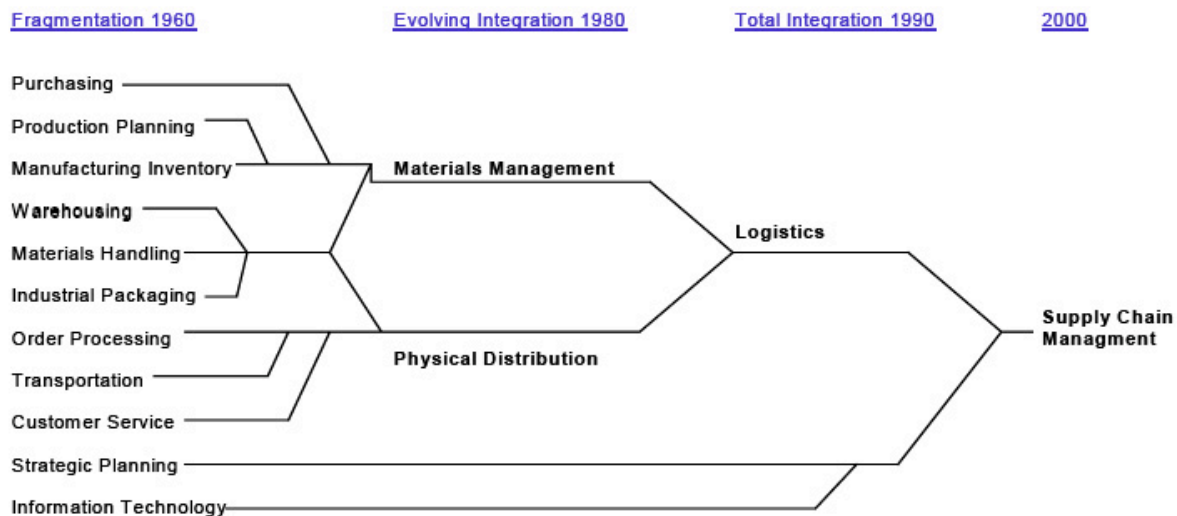 Fragmentation 1960
Evolving Integration 1980
Total Integration 1990
2000
Purchasing
Production Planning
Manufacturing Inventory
Materials Management
Warehousing
Logistics
Materials Handling
Industrial Packaging
Order Processing
Physical Distribution
Supply Chain
Managment
Transportation
Customer Service
Strategic Planning
Information Technology